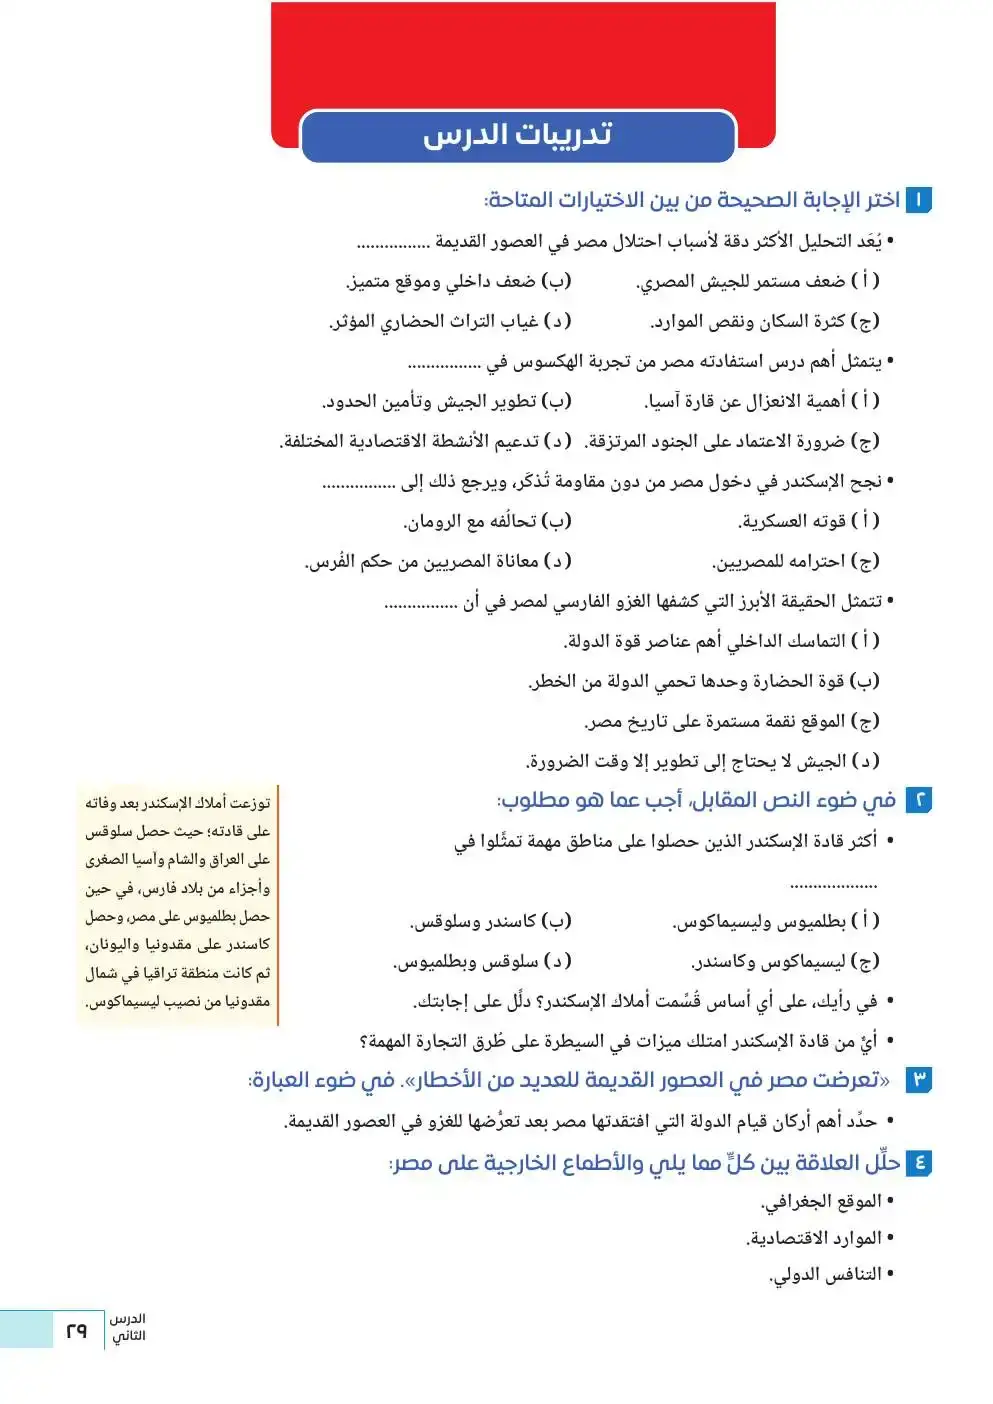 تدريبات الدرس
١ اختر الإجابة الصحيحة من بين الاختيارات المتاحة:
• يُعَد التحليل الأكثر دقة لأسباب احتلال مصر في العصور القديمة ................
( أ ) ضعف مستمر للجيش المصري. (ب) ضعف داخلي وموقع متميز.
(ج) كثرة السكان ونقص الموارد. ( د ) غياب التراث الحضاري المؤثر.
• يتمثل أهم درس استفادته مصر من تجربة الهكسوس في ................
( أ ) أهمية الانعزال عن قارة آسيا. (ب) تطوير الجيش وتأمين الحدود.
(ج) ضرورة الاعتماد على الجنود المرتزقة. ( د ) تدعيم الأنشطة الاقتصادية المختلفة.
• نجح الإسكندر في دخول مصر من دون مقاومة تُذكَر، ويرجع ذلك إلى ................
( أ ) قوته العسكرية. (ب) تحالُفه مع الرومان.
(ج) احترامه للمصريين. ( د ) معاناة المصريين من حكم الفُرس.
• تتمثل الحقيقة الأبرز التي كشفها الغزو الفارسي لمصر في أن ................
( أ ) التماسك الداخلي أهم عناصر قوة الدولة.
(ب) قوة الحضارة وحدها تحمي الدولة من الخطر.
(ج) الموقع نقمة مستمرة على تاريخ مصر.
( د ) الجيش لا يحتاج إلى تطوير إلا وقت الضرورة.
٢ في ضوء النص المقابل، أجب عما هو مطلوب:
• أكثر قادة الإسكندر الذين حصلوا على مناطق مهمة تمثَّلوا في
...................
( أ ) بطلميوس وليسيماكوس. (ب) كاسندر وسلوقس.
(ج) ليسيماكوس وكاسندر. ( د ) سلوقس وبطلميوس.
• في رأيك، على أي أساس قُسِّمت أملاك الإسكندر؟ دلِّل على إجابتك.
• أيٌّ من قادة الإسكندر امتلك ميزات في السيطرة على طُرق التجارة المهمة؟
توزعت أملاك الإسكندر بعد وفاته
على قادته؛ حيث حصل سلوقس
على العراق والشام وآسيا الصغرى
وأجزاء من بلاد فارس، في حين
حصل بطلميوس على مصر، وحصل
كاسندر على مقدونيا واليونان،
ثم كانت منطقة تراقيا في شمال
مقدونيا من نصيب ليسيماكوس.
٣ «تعرضت مصر في العصور القديمة للعديد من الأخطار». في ضوء العبارة:
• حدِّد أهم أركان قيام الدولة التي افتقدتها مصر بعد تعرُّضها للغزو في العصور القديمة.
٤ حلِّل العلاقة بين كلٍّ مما يلي والأطماع الخارجية على مصر:
• الموقع الجغرافي.
• الموارد الاقتصادية.
• التنافس الدولي.
الدرس
الثاني
٢٩